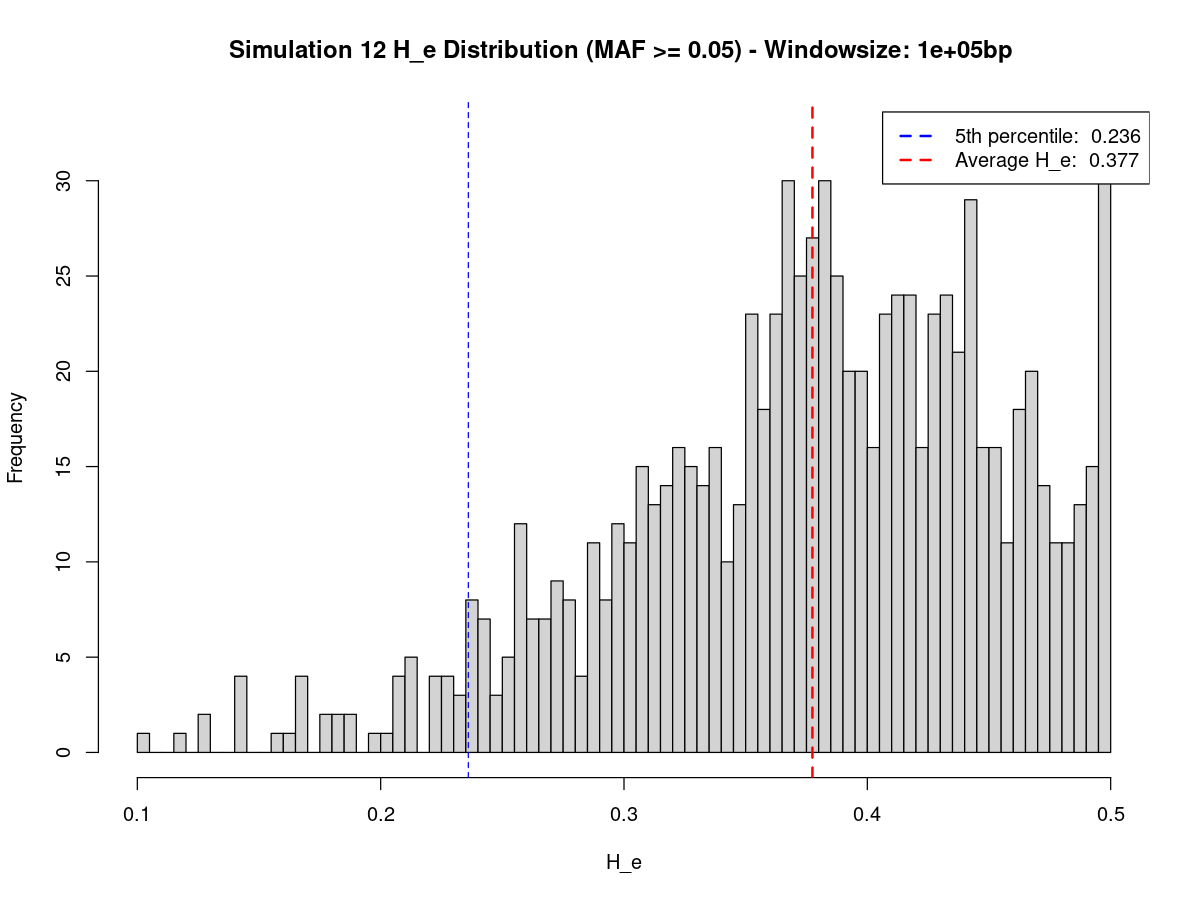 Simulation 12 H_e Distribution (MAF >= 0.05) - Windowsize: 1e+05bp
5th percentile: 0.236
Average H_e: 0.377
Frequency
30
25
20
15
10
5
0
0.1 0.2 0.3 0.4 0.5
H_e